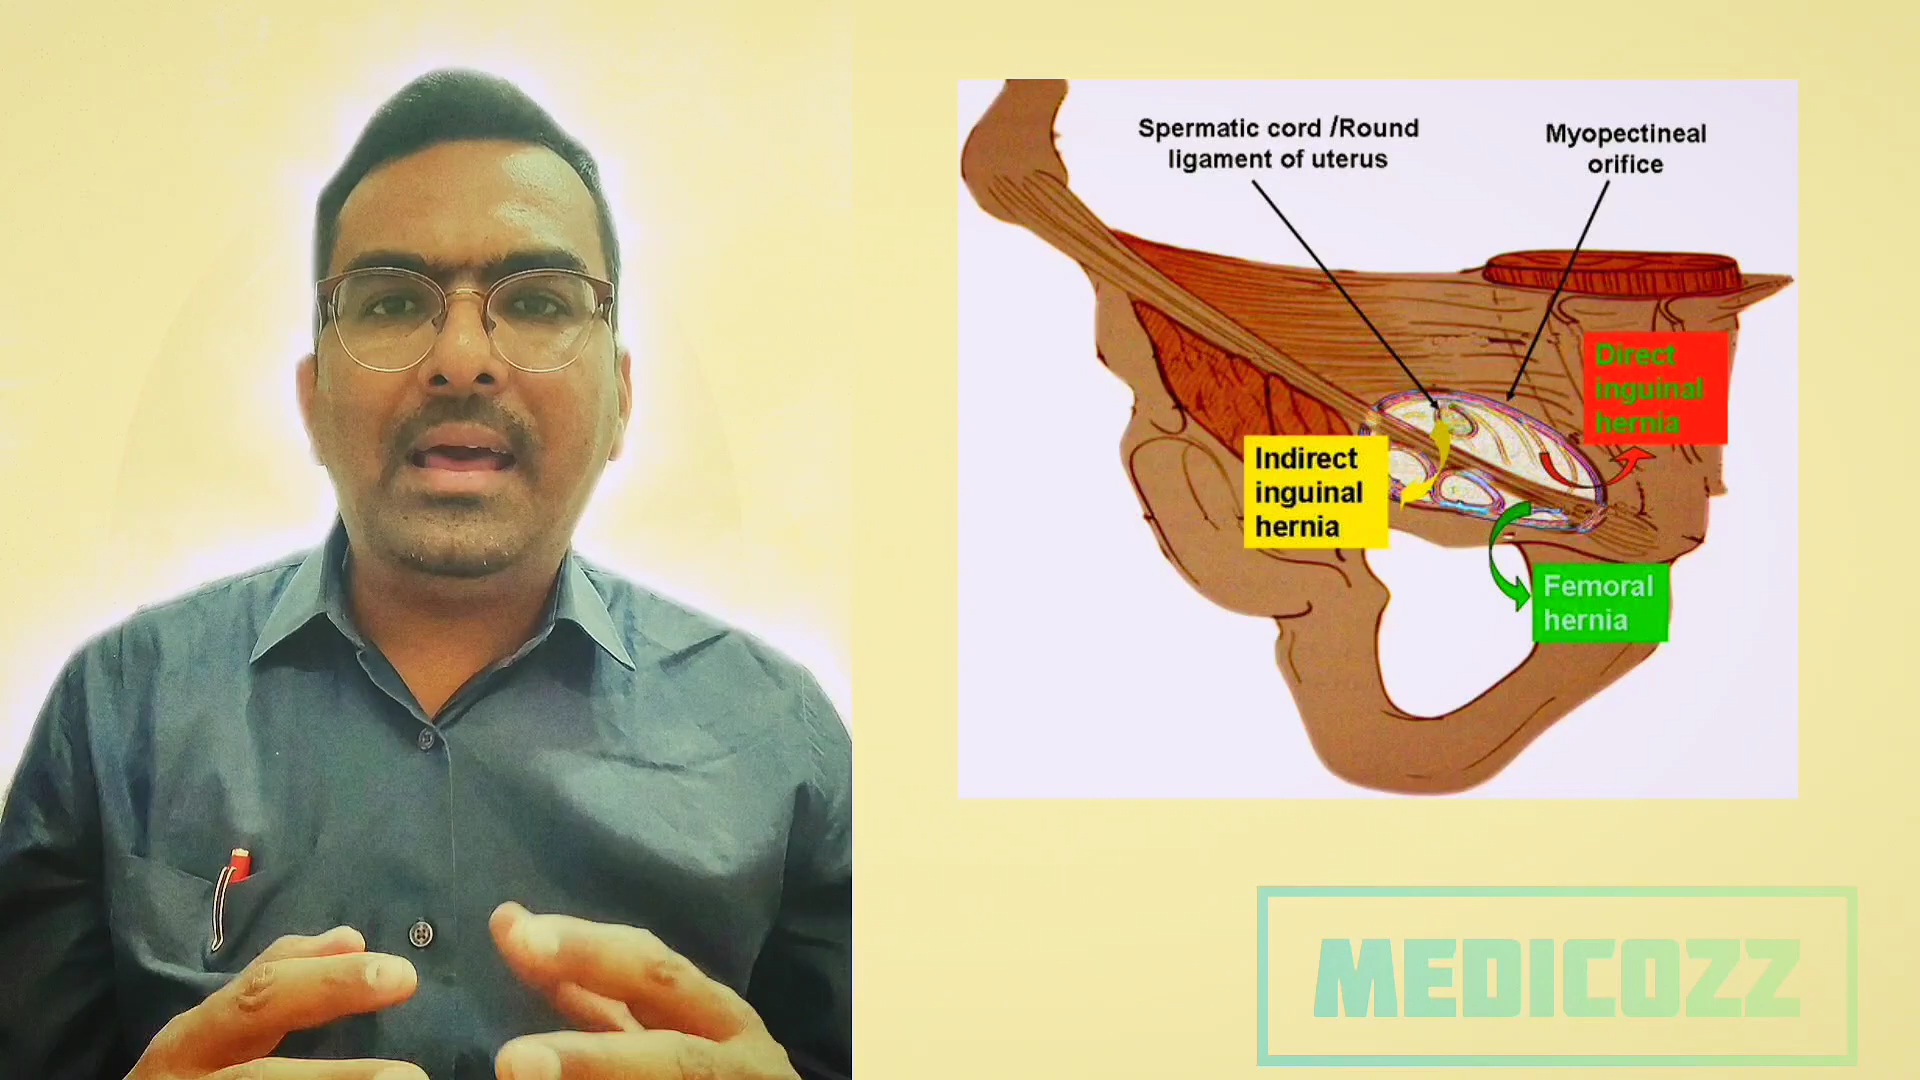 Spermatic cord /Round
ligament of uterus
Myopectineal
orifice
Direct
inguinal
hernia
Indirect
inguinal
hernia
Femoral
hernia
MEDICOZZ